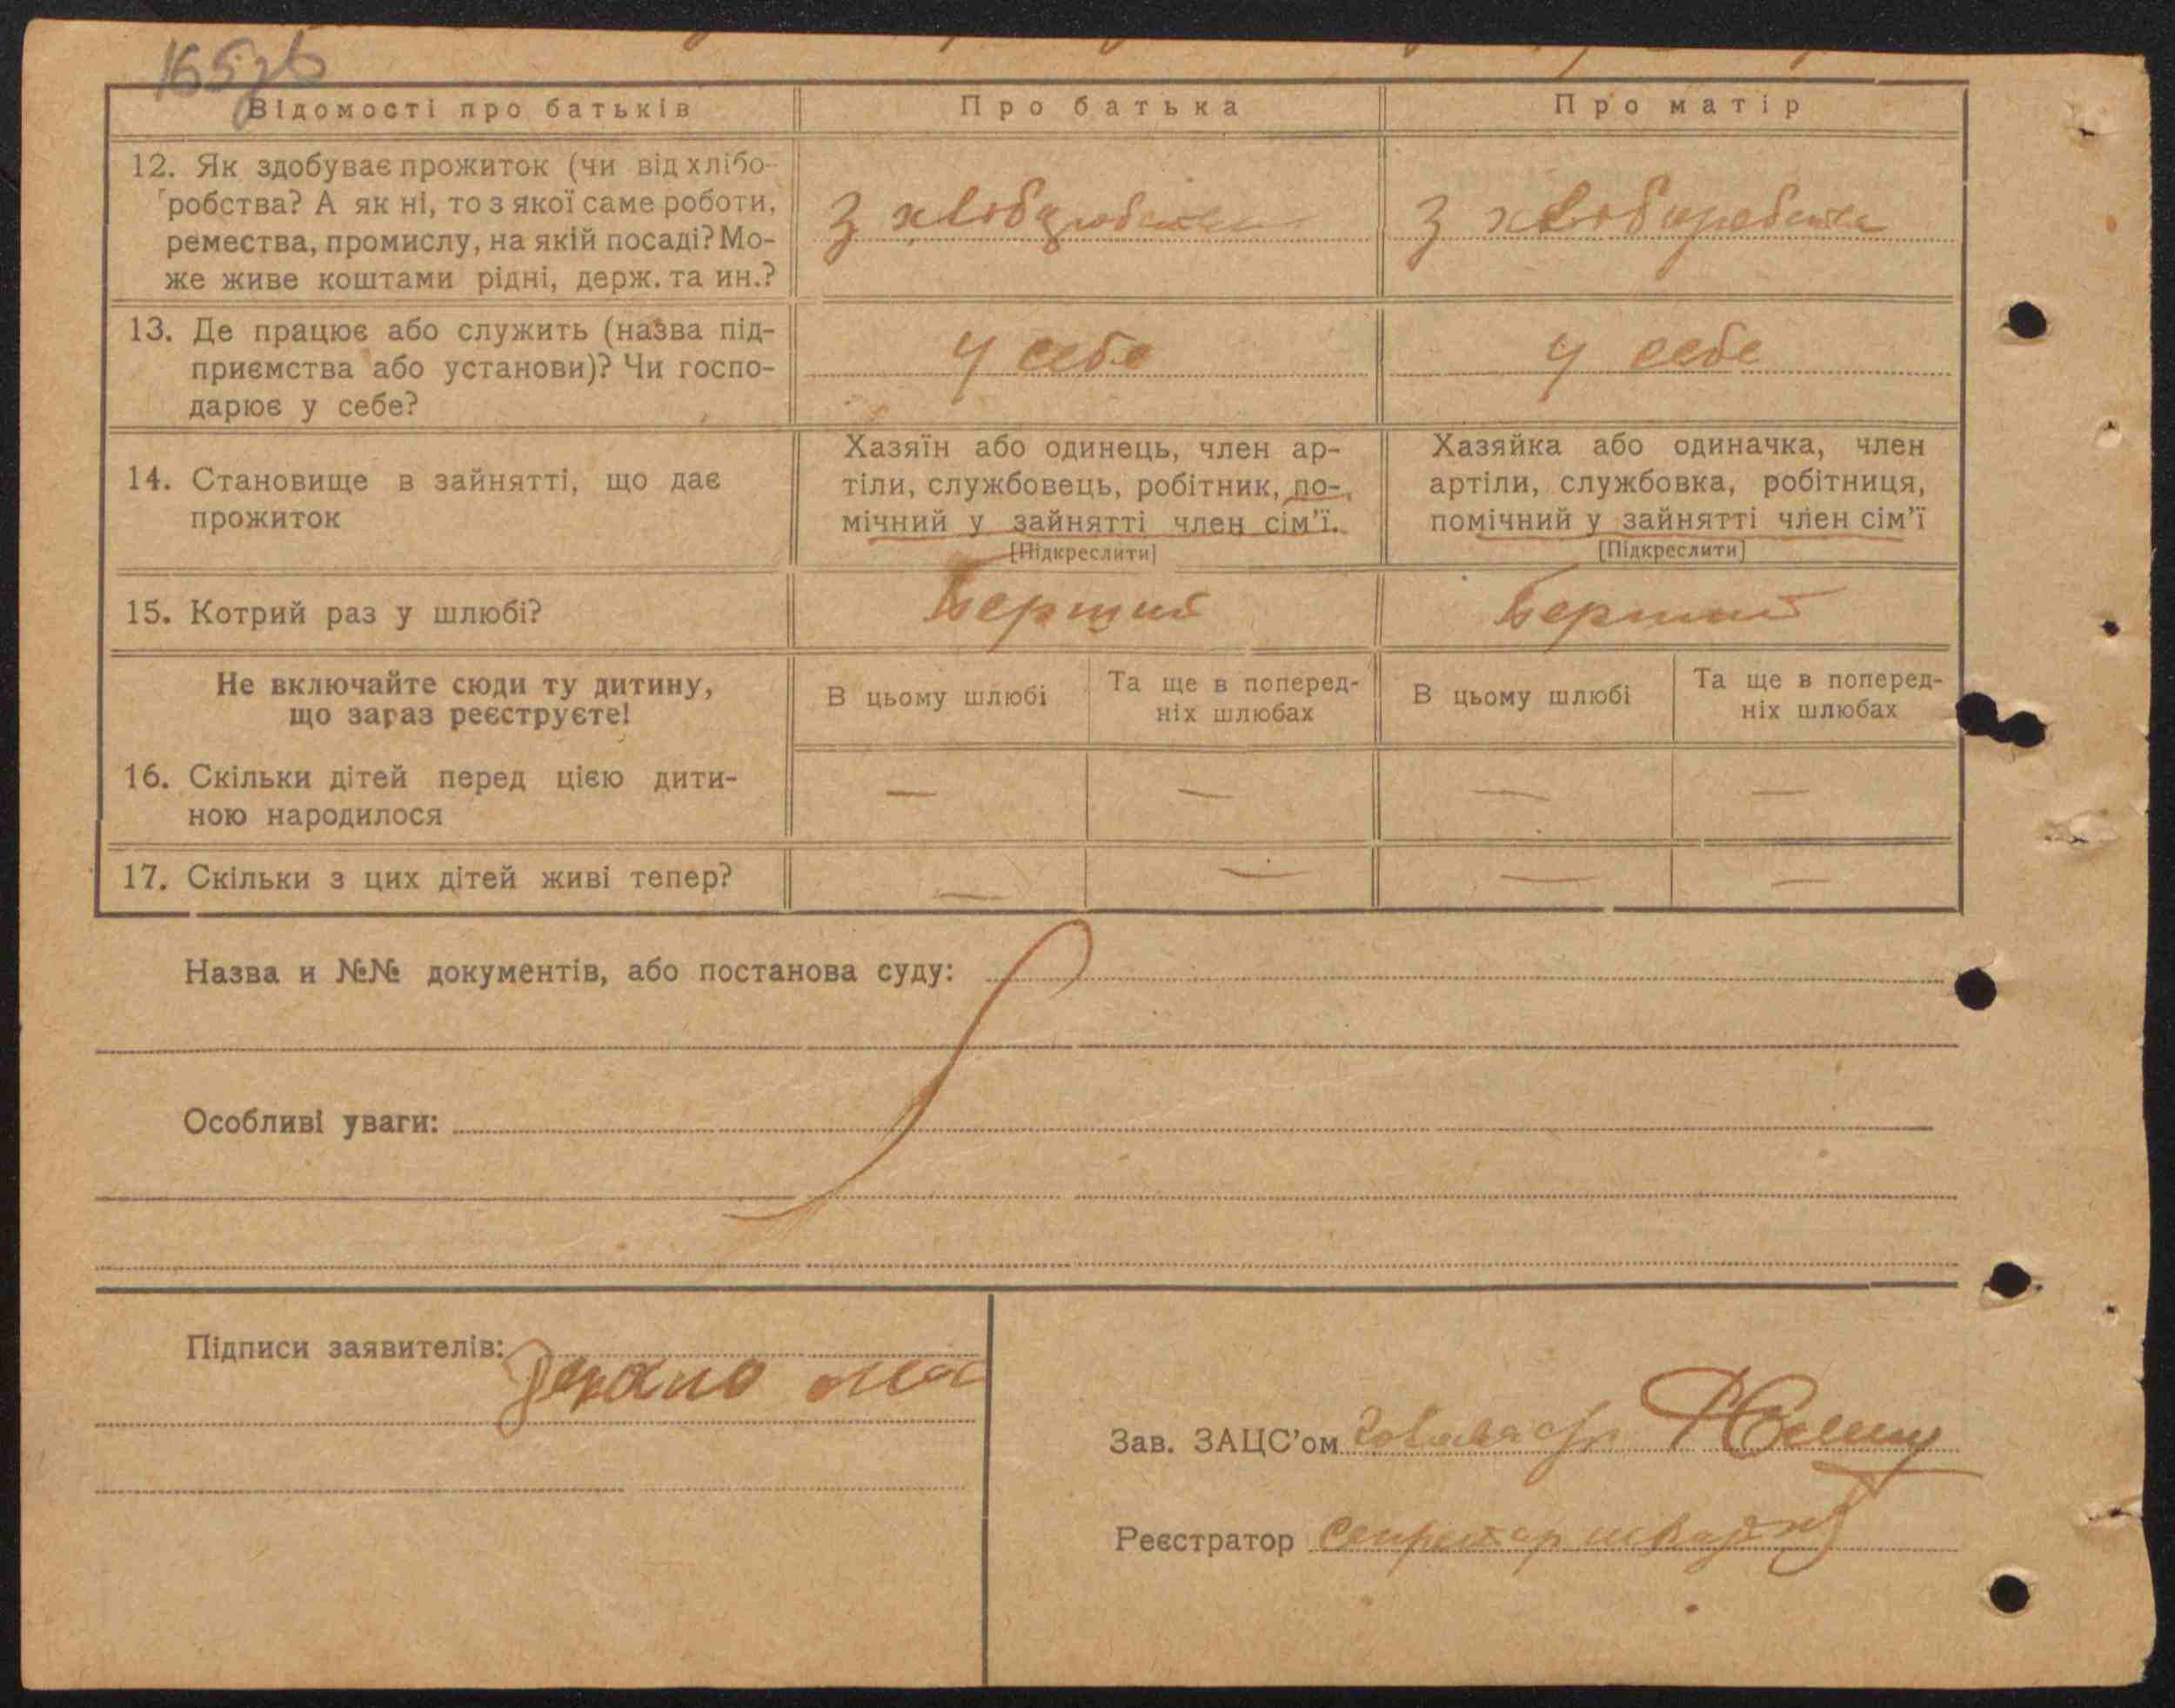 Відомості про батьків
Про батька
Про матір
12. Як здобуває прожиток (чи від хлібо-
робства? А як ні, то з якої саме роботи,
ремества, промислу, на якій посаді? Мо-
же живе коштами рідні, держ. та ин.?
З хліборобства
З хліборобства
13. Де працює або служить (назва під-
приємства або установи)? Чи госпо-
дарює у себе?
У себе
У себе
14. Становище в зайнятті, що дає
прожиток
Хазяїн або одинець, член ар-
тіли, службовець, робітник, по-
мічний у зайнятті член сім'ї.
[Підкреслити]
Хазяйка або одиначка, член
артіли, службовка, робітниця,
помічний у зайнятті член сім'ї
[Підкреслити]
15. Котрий раз у шлюбі?
Перший
Перший
Не включайте сюди ту дитину,
що зараз реєструєте!
В цьому шлюбі
Та ще в поперед-
ніх шлюбах
В цьому шлюбі
Та ще в поперед-
ніх шлюбах
16. Скільки дітей перед цією дити-
ною народилося
— — — —
17. Скільки з цих дітей живі тепер?
— — — —
Назва и №№ документів, або постанова суду:
Особливі уваги:
Підписи заявителів:
Зав. ЗАЦС'ом Голова с/р
Реєстратор Секретар